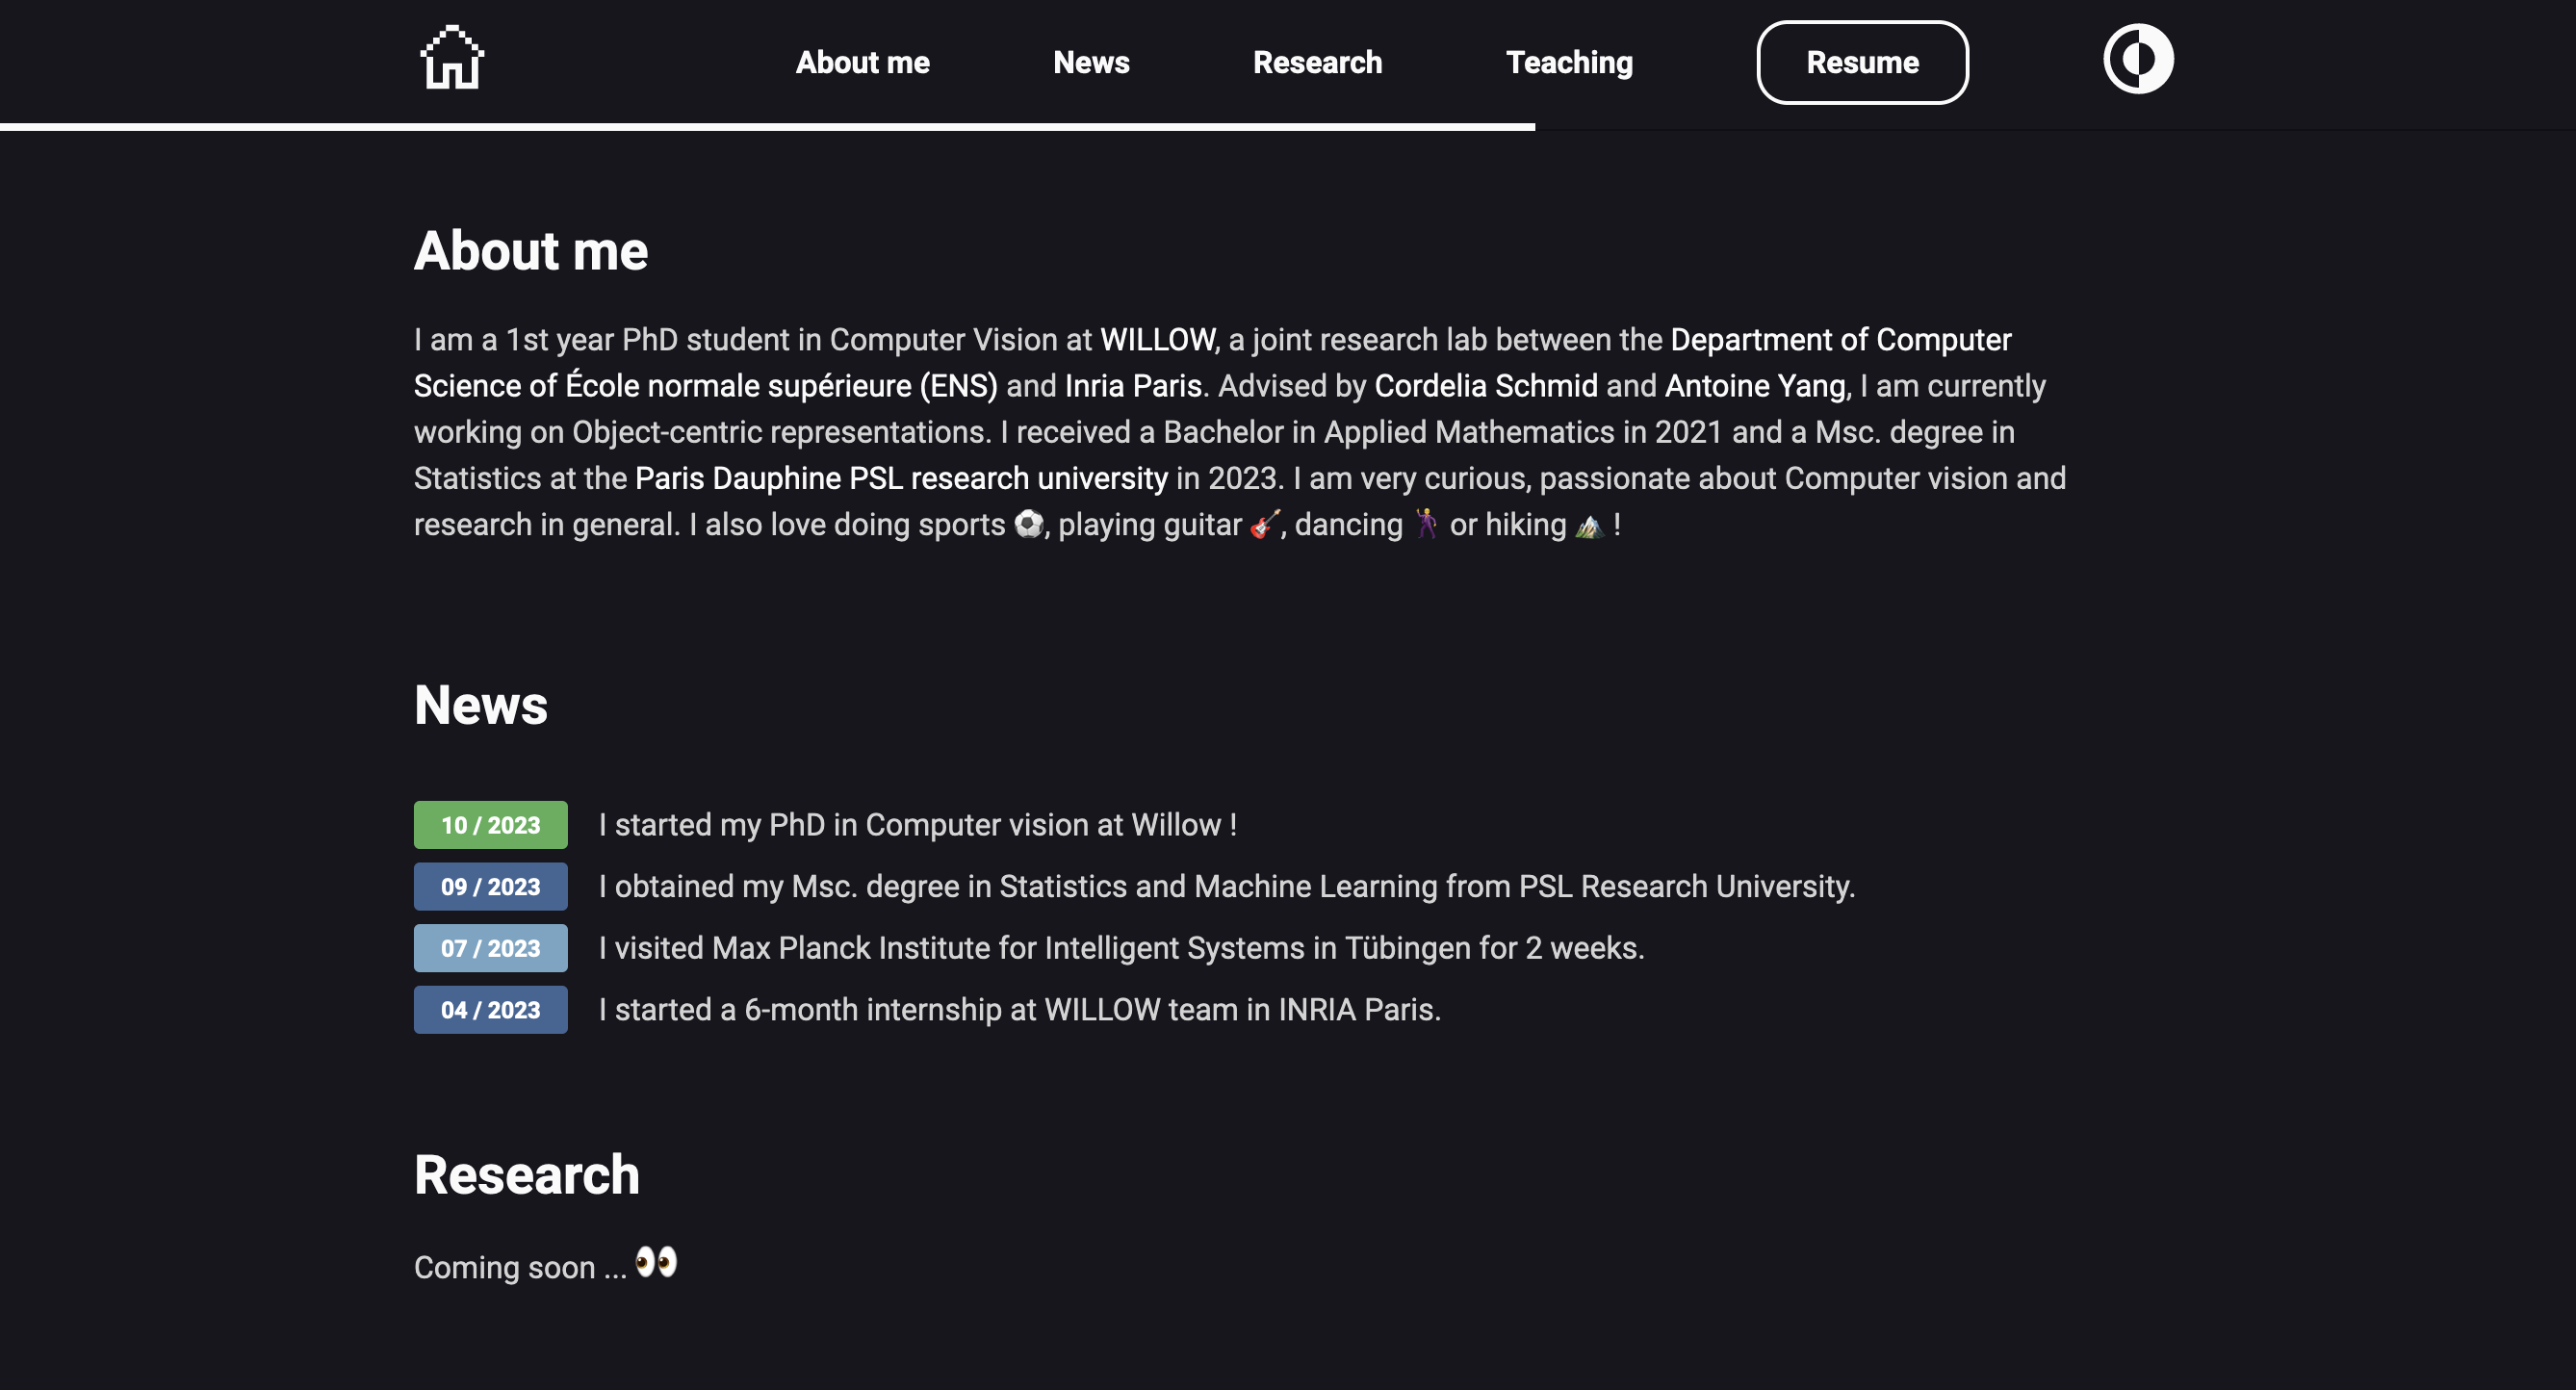 About me
News
Research
Teaching
Resume
About me
I am a 1st year PhD student in Computer Vision at WILLOW, a joint research lab between the Department of Computer
Science of École normale supérieure (ENS) and Inria Paris. Advised by Cordelia Schmid and Antoine Yang, I am currently
working on Object-centric representations. I received a Bachelor in Applied Mathematics in 2021 and a Msc. degree in
Statistics at the Paris Dauphine PSL research university in 2023. I am very curious, passionate about Computer vision and
research in general. I also love doing sports ⚽, playing guitar 🎸, dancing 🕺 or hiking ⛰️ !
News
10 / 2023 I started my PhD in Computer vision at Willow !
09 / 2023 I obtained my Msc. degree in Statistics and Machine Learning from PSL Research University.
07 / 2023 I visited Max Planck Institute for Intelligent Systems in Tübingen for 2 weeks.
04 / 2023 I started a 6-month internship at WILLOW team in INRIA Paris.
Research
Coming soon ... 👀